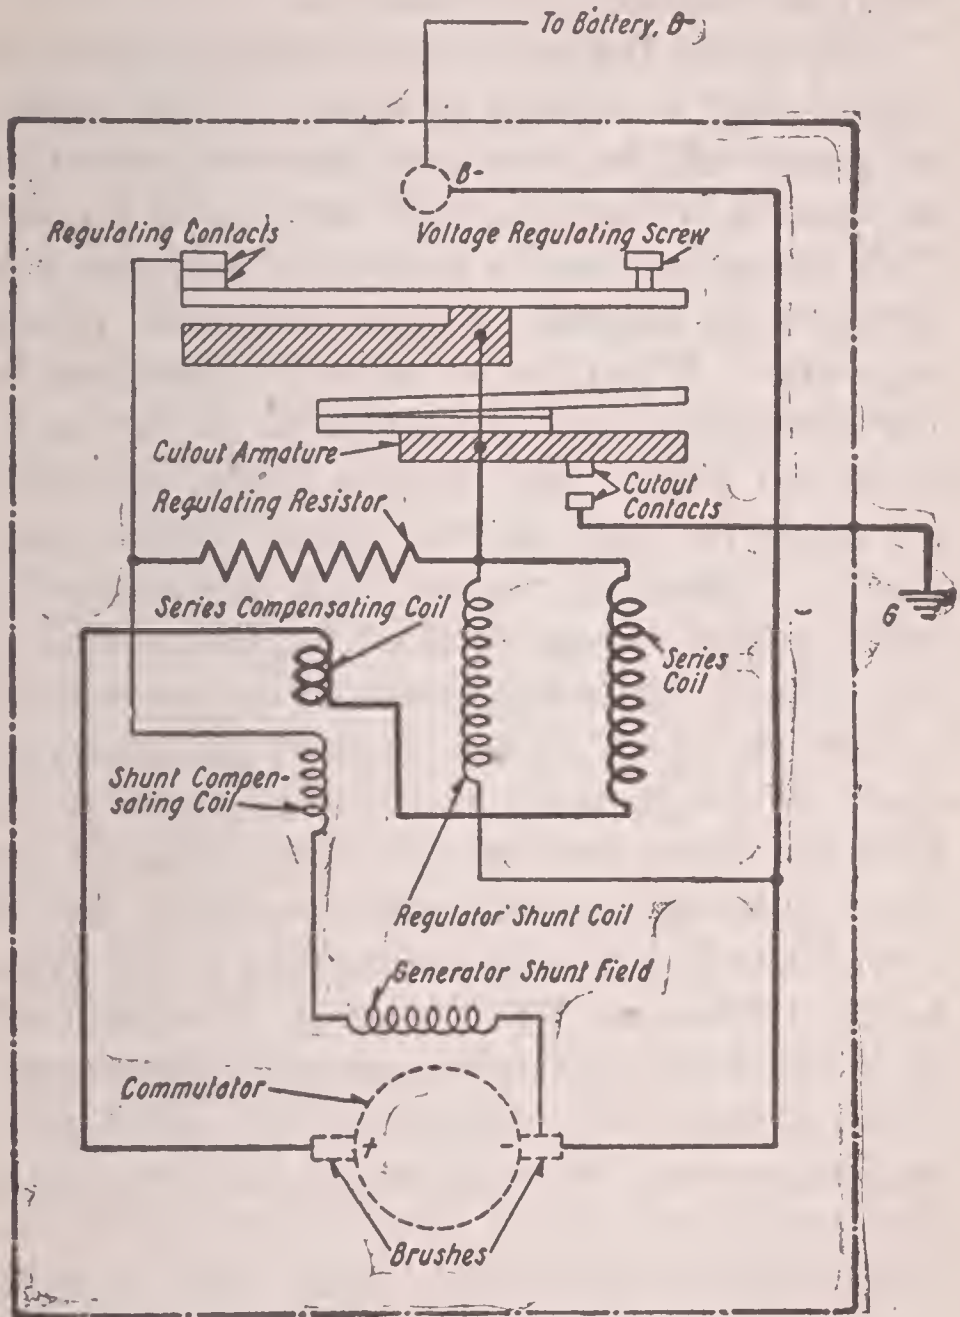 To Battery, B-
B-
Regulating Contacts
Voltage Regulating Screw
Cutout Armature
Cutout
Contacts
Regulating Resistor
Series Compensating Coil
G
Series
Coil
Shunt Compen-
sating Coil
Regulator Shunt Coil
Generator Shunt Field
Commutator
+
-
Brushes